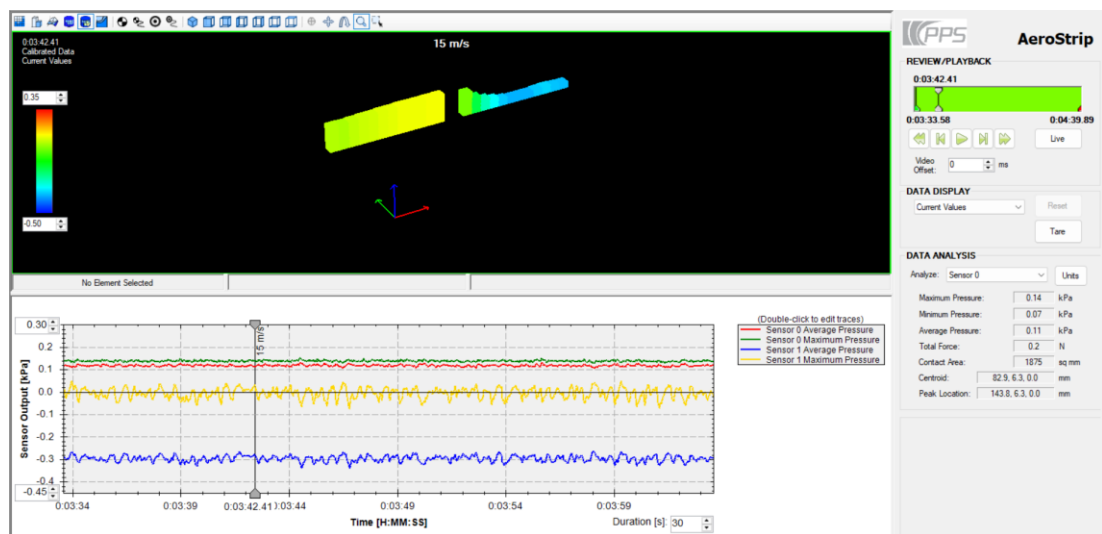 0:03:42.41
Calibrated Data
Current Values
15 m/s
0.35
-0.50
No Element Selected
0.30
0.2
0.1
0.0
-0.1
-0.2
-0.3
-0.4
-0.45
Sensor Output [kPa]
15 m/s
0:03:34
0:03:39
0:03:42.41
0:03:44
0:03:49
0:03:54
0:03:59
Time [H:MM:SS]
Duration [s]: 30
(Double-click to edit traces)
Sensor 0 Average Pressure
Sensor 0 Maximum Pressure
Sensor 1 Average Pressure
Sensor 1 Maximum Pressure
PPS
AeroStrip
REVIEW/PLAYBACK
0:03:42.41
0:03:33.58 0:04:39.89
Live
Video Offset: 0 ms
DATA DISPLAY
Current Values
Reset
Tare
DATA ANALYSIS
Analyze: Sensor 0 Units
Maximum Pressure: 0.14 kPa
Minimum Pressure: 0.07 kPa
Average Pressure: 0.11 kPa
Total Force: 0.2 N
Contact Area: 1875 sq mm
Centroid: 82.9, 6.3, 0.0 mm
Peak Location: 143.8, 6.3, 0.0 mm